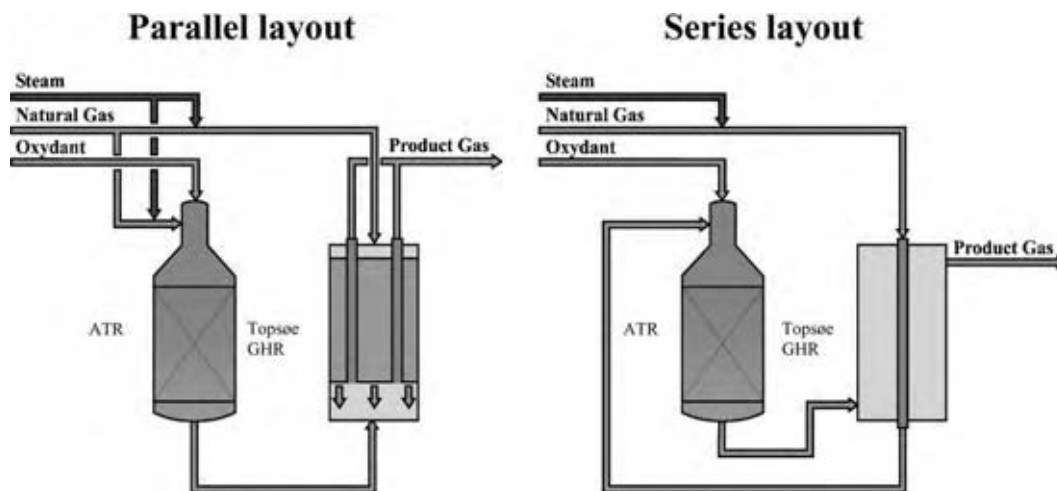 Parallel layout
Steam
Natural Gas
Oxydant
Product Gas
ATR
Topsøe
GHR
Series layout
Steam
Natural Gas
Oxydant
Product Gas
ATR
Topsøe
GHR